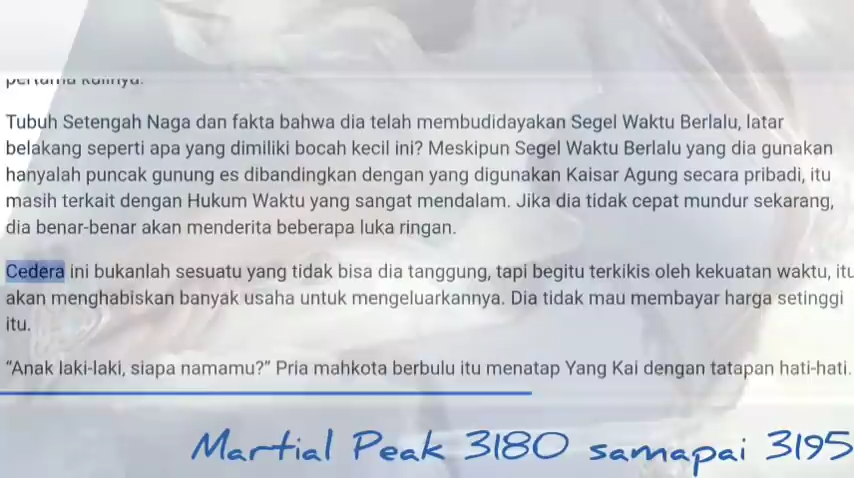 pertama kalinya.
Tubuh Setengah Naga dan fakta bahwa dia telah membudidayakan Segel Waktu Berlalu, latar
belakang seperti apa yang dimiliki bocah kecil ini? Meskipun Segel Waktu Berlalu yang dia gunakan
hanyalah puncak gunung es dibandingkan dengan yang digunakan Kaisar Agung secara pribadi, itu
masih terkait dengan Hukum Waktu yang sangat mendalam. Jika dia tidak cepat mundur sekarang,
dia benar-benar akan menderita beberapa luka ringan.
Cedera ini bukanlah sesuatu yang tidak bisa dia tanggung, tapi begitu terkikis oleh kekuatan waktu, itu
akan menghabiskan banyak usaha untuk mengeluarkannya. Dia tidak mau membayar harga setinggi
itu.
“Anak laki-laki, siapa namamu?” Pria mahkota berbulu itu menatap Yang Kai dengan tatapan hati-hati.
Martial Peak 3180 samapai 3195